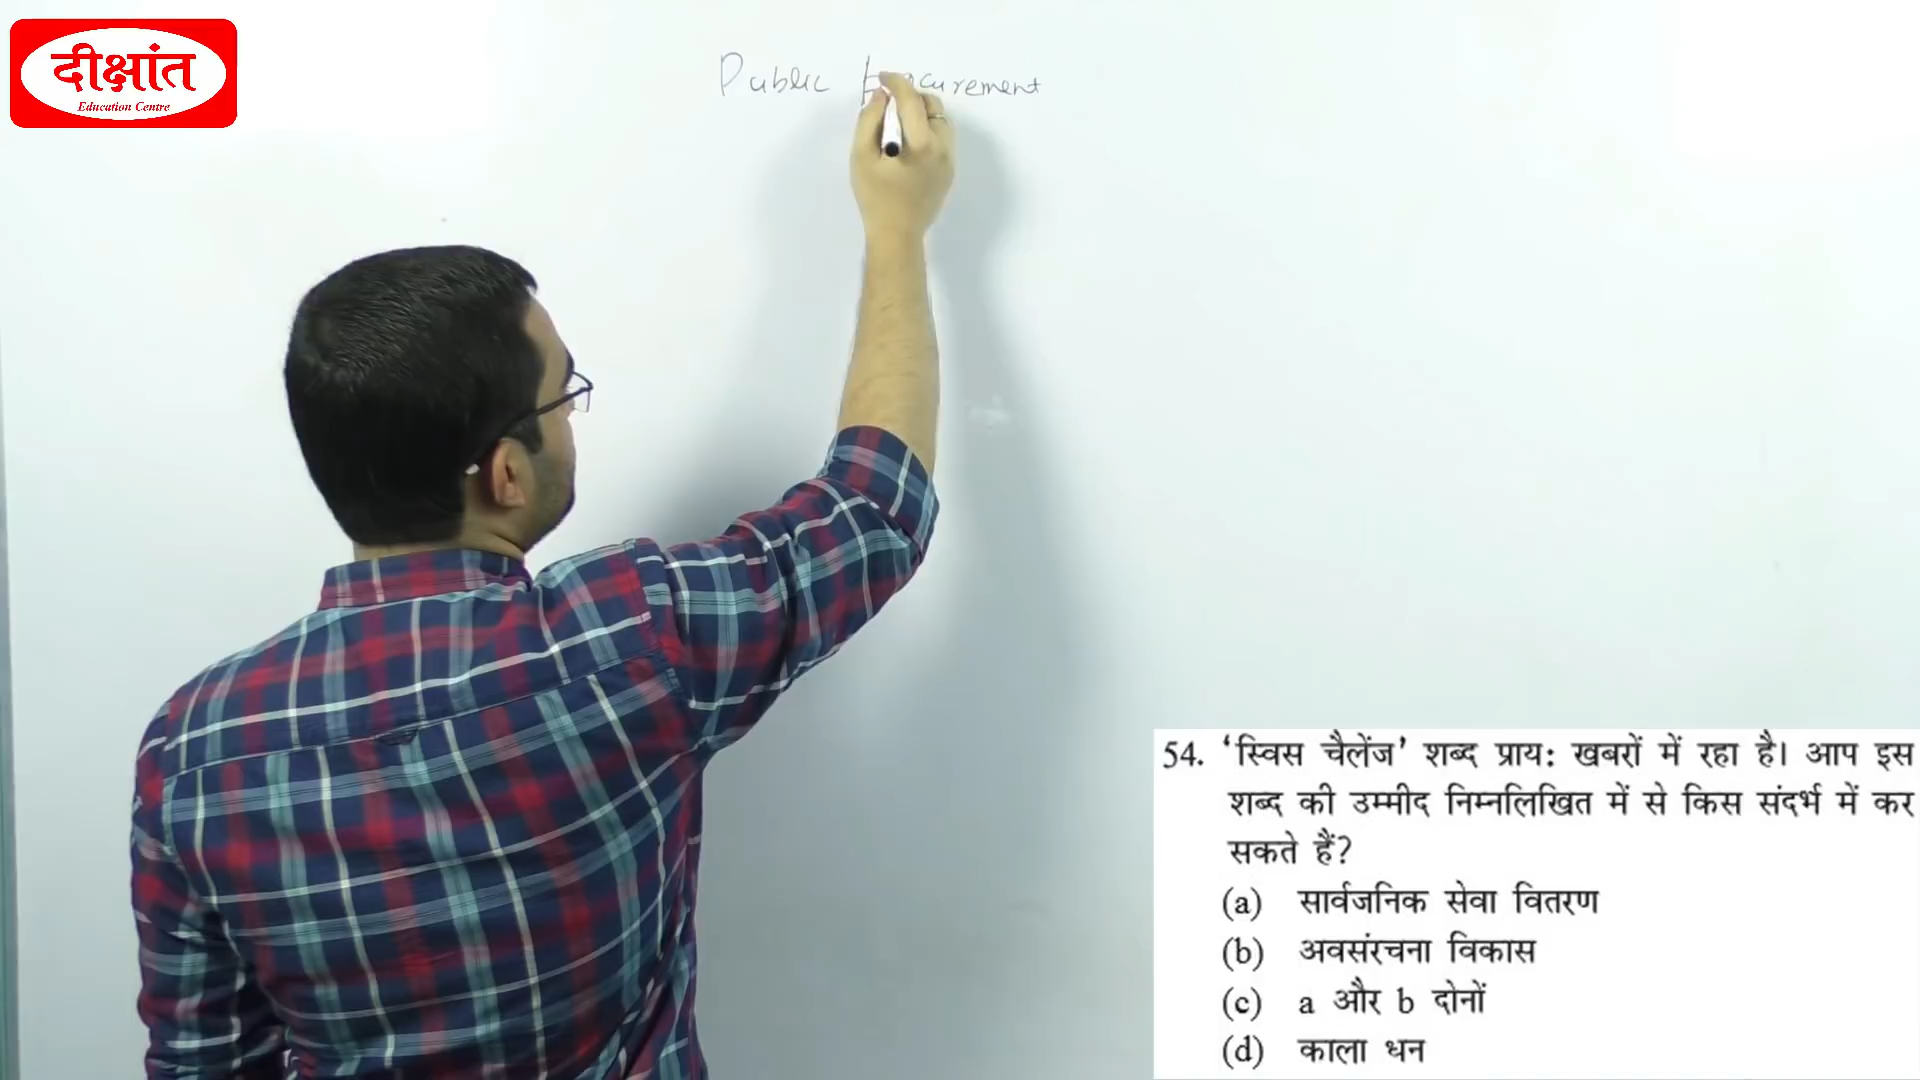 दीक्षांत
Education Centre
Public Procurement
54. ‘स्विस चैलेंज’ शब्द प्राय: खबरों में रहा है। आप इस
शब्द की उम्मीद निम्नलिखित में से किस संदर्भ में कर
सकते हैं?
(a) सार्वजनिक सेवा वितरण
(b) अवसंरचना विकास
(c) a और b दोनों
(d) काला धन